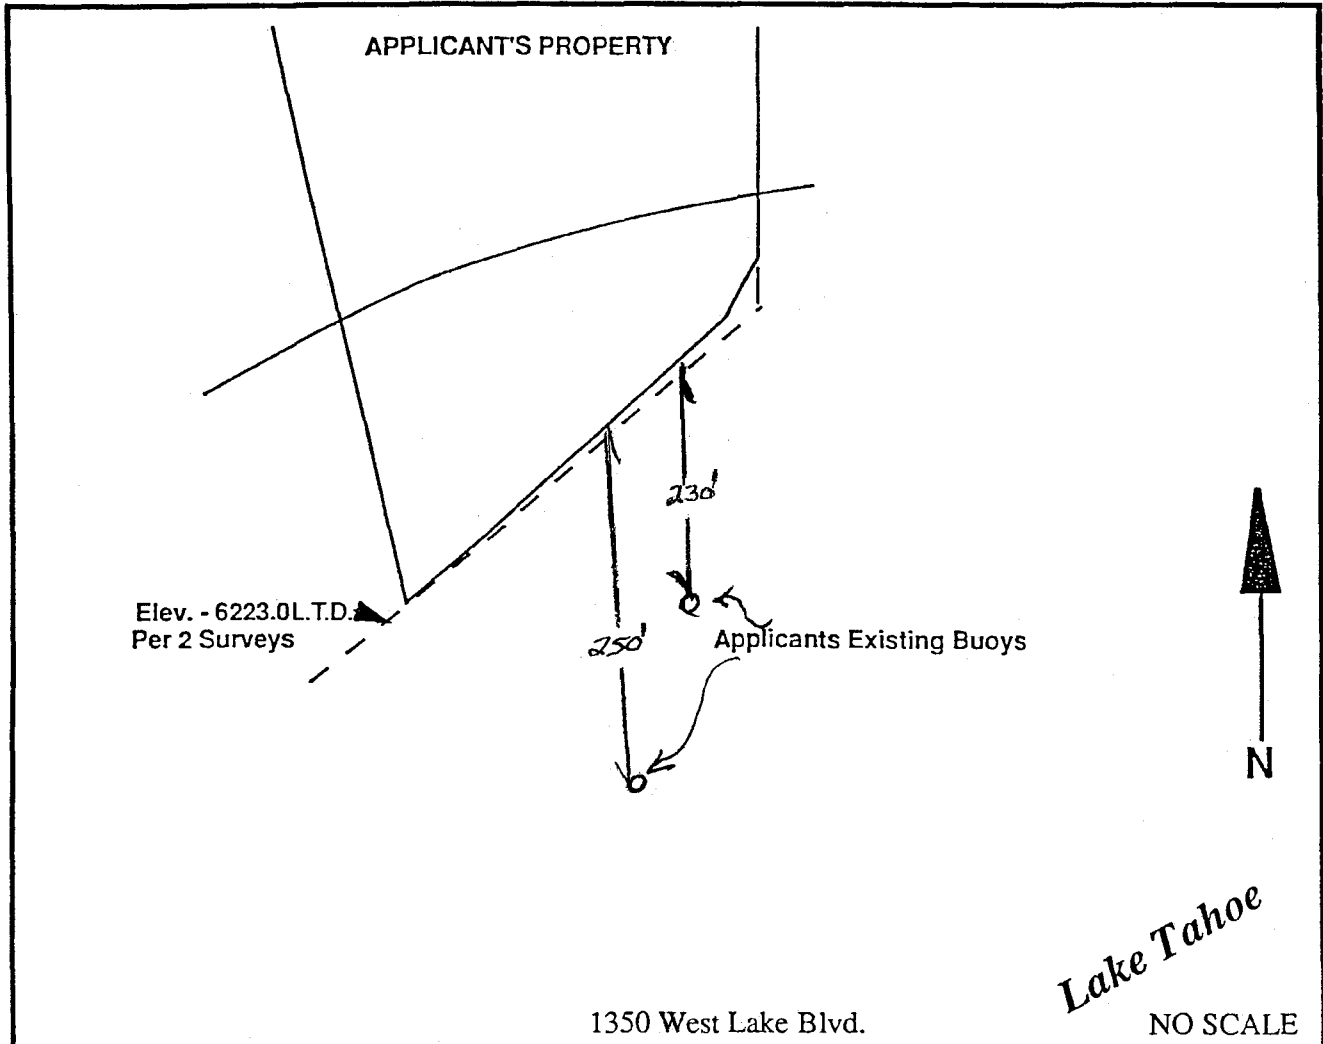 APPLICANT'S PROPERTY
230'
Elev. - 6223.0L.T.D.
Per 2 Surveys
250'
Applicants Existing Buoys
N
Lake Tahoe
1350 West Lake Blvd.
NO SCALE